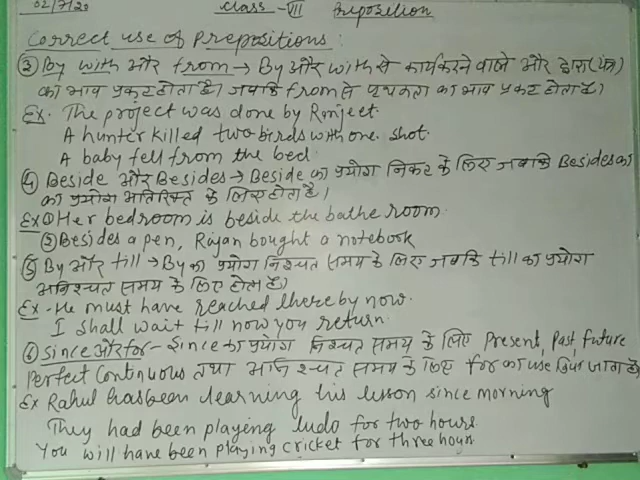 02/7/20 Class - VII Preposition
Correct use of Prepositions:
③ By with और from → By और with से कार्य करने वाले और द्वारा (यंत्र)
का भाव प्रकट होता है। जबकि from से पृथकता का भाव प्रकट होता है।
Ex. The project was done by Ranjeet.
A hunter killed two birds with one shot.
A baby fell from the bed
④ Beside और Besides → Beside का प्रयोग निकट के लिए जबकि Besides का
का प्रयोग अतिरिक्त के लिए होता है।
Ex ① Her bedroom is beside the bathe room.
② Besides a pen, Rajan bought a notebook
⑤ By और till → By का प्रयोग निश्चित समय के लिए जबकि till का प्रयोग
अनिश्चत समय के लिए होता है।
Ex - He must have reached there by now.
I shall wait till now you return.
⑥ Since और for - Since का प्रयोग निश्चत समय के लिए Present, Past, future
Perfect Continuous तथा अनिश्चत समय के लिए for का use किया जाता है
Ex Rahul has been learning his lesson since morning
They had been playing ludo for two hours.
You will have been playing cricket for three hours.